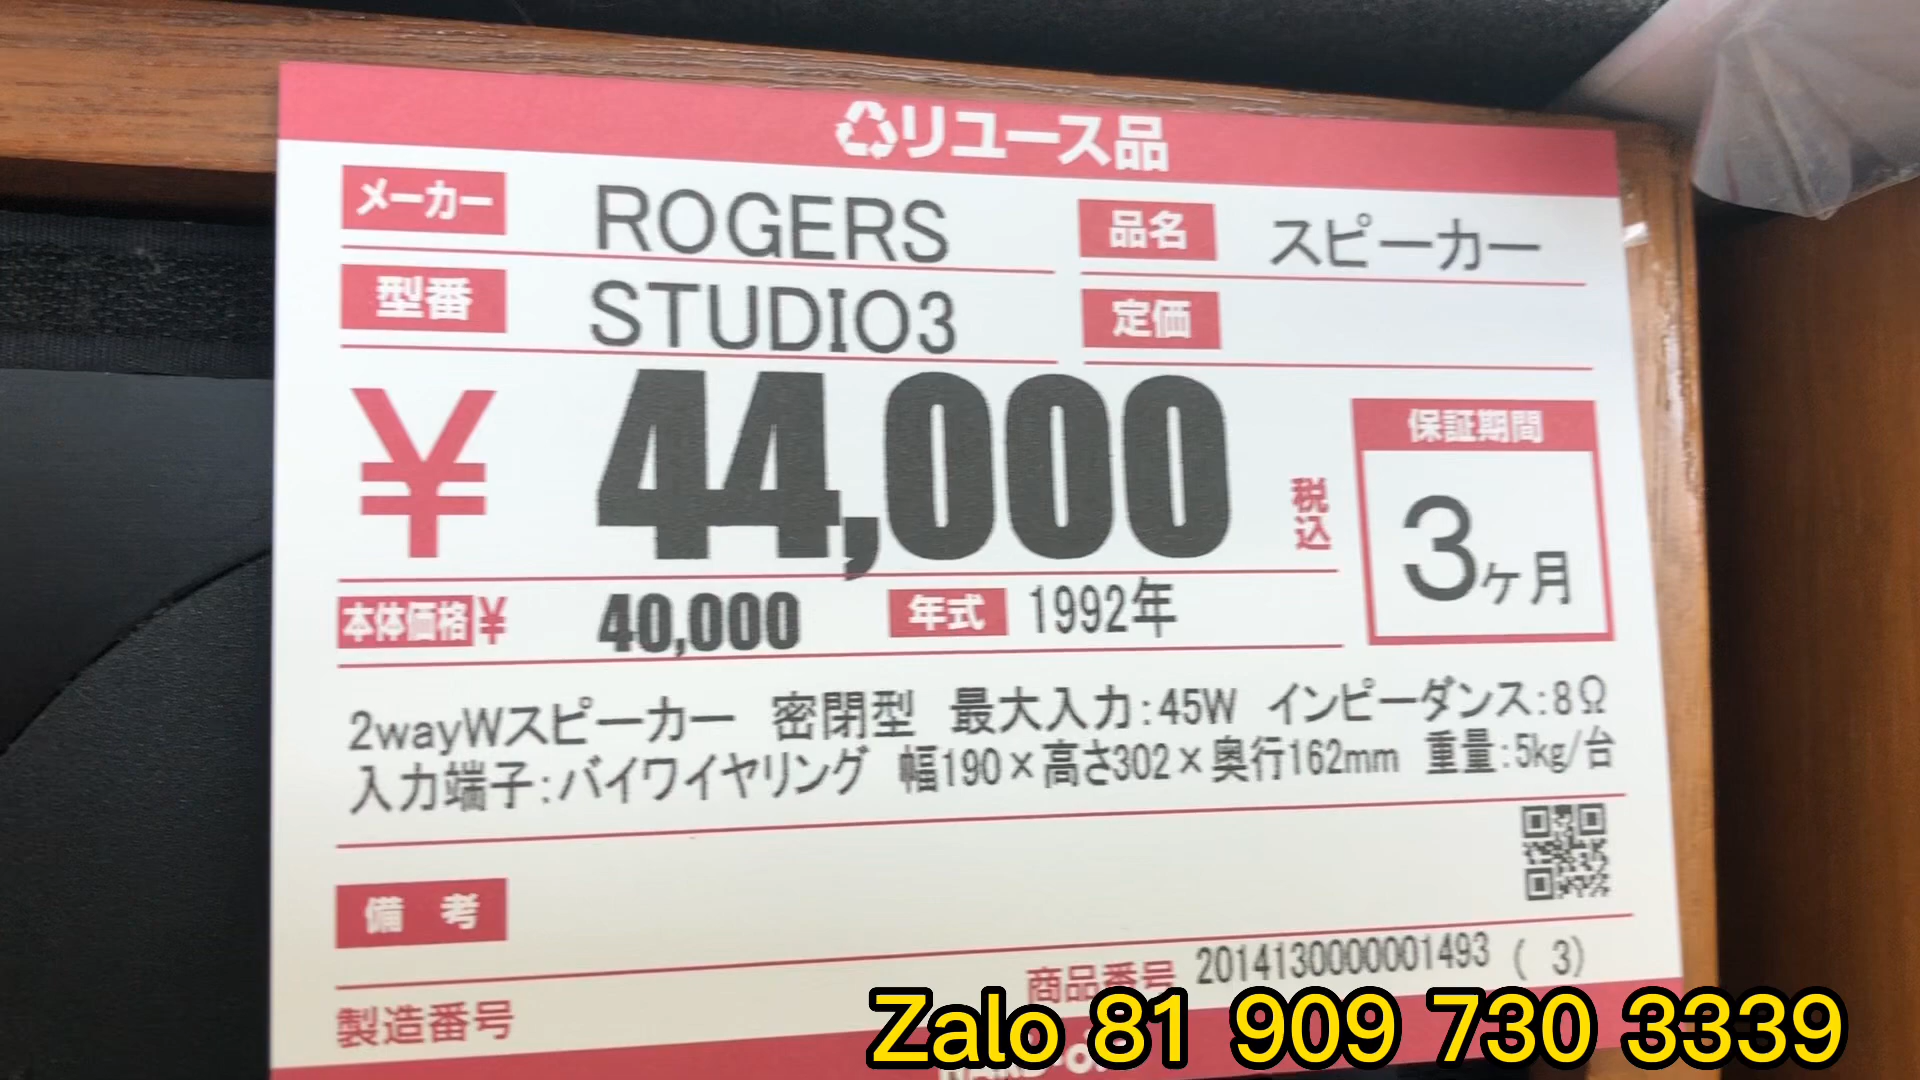 リユース品
メーカー ROGERS 品名 スピーカー
型番 STUDIO3 定価
¥ 44,000 税込
保証期間
3ヶ月
本体価格 ¥ 40,000 年式 1992年
2wayWスピーカー 密閉型 最大入力:45W インピーダンス:8Ω
入力端子:バイワイヤリング 幅190×高さ302×奥行162mm 重量:5kg/台
備考
商品番号 2014130000001493 ( 3)
製造番号
Zalo 81 909 730 3339